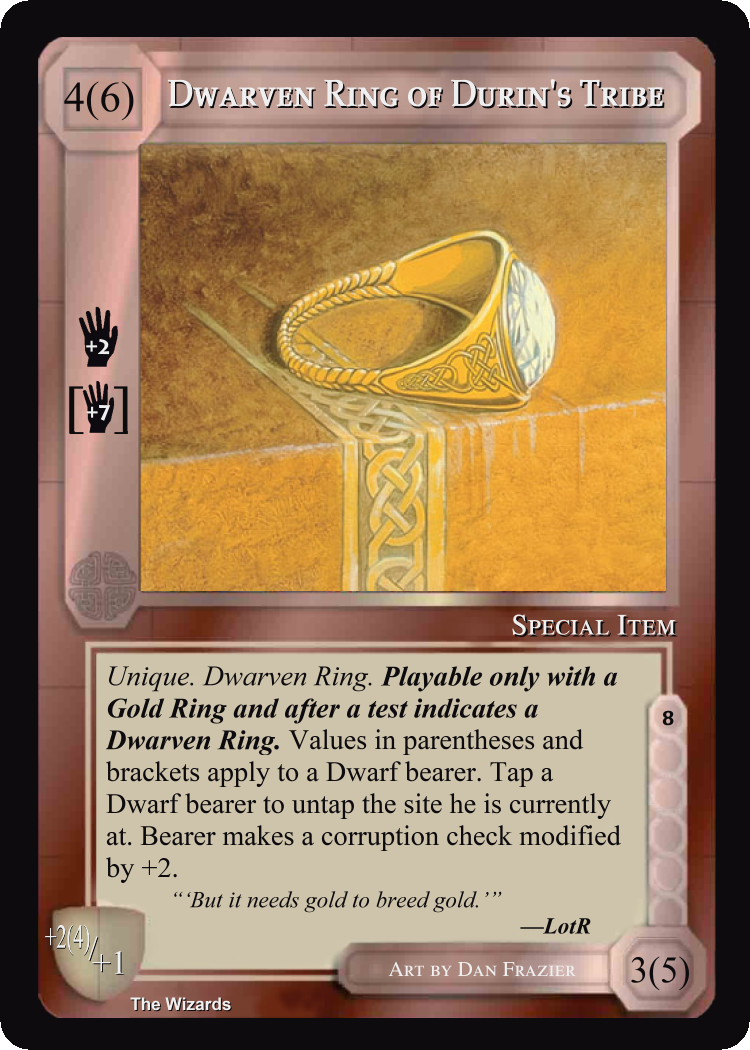 4(6)
Dwarven Ring of Durin's Tribe
+2
[+7]
Special Item
Unique. Dwarven Ring. Playable only with a
Gold Ring and after a test indicates a
Dwarven Ring. Values in parentheses and
brackets apply to a Dwarf bearer. Tap a
Dwarf bearer to untap the site he is currently
at. Bearer makes a corruption check modified
by +2.
8
“‘But it needs gold to breed gold.’”
—LotR
+2(4)/+1
Art by Dan Frazier
3(5)
The Wizards